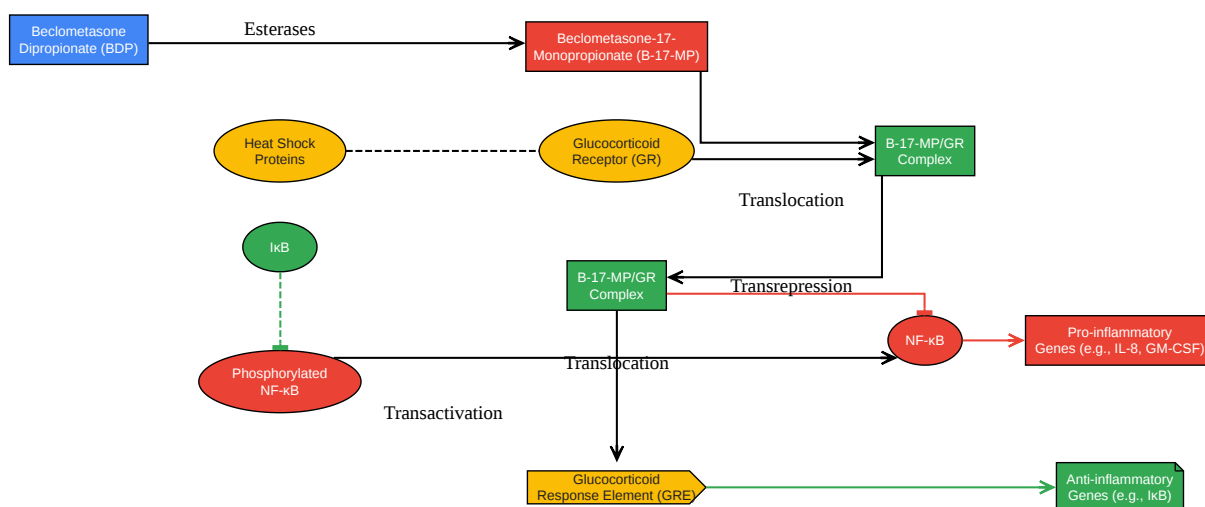 Beclometasone
Dipropionate (BDP)
Esterases
Beclometasone-17-
Monopropionate (B-17-MP)
Heat Shock
Proteins
Glucocorticoid
Receptor (GR)
B-17-MP/GR
Complex
Translocation
IκB
B-17-MP/GR
Complex
Transrepression
NF-κB
Pro-inflammatory
Genes (e.g., IL-8, GM-CSF)
Phosphorylated
NF-κB
Translocation
Transactivation
Glucocorticoid
Response Element (GRE)
Anti-inflammatory
Genes (e.g., IκB)